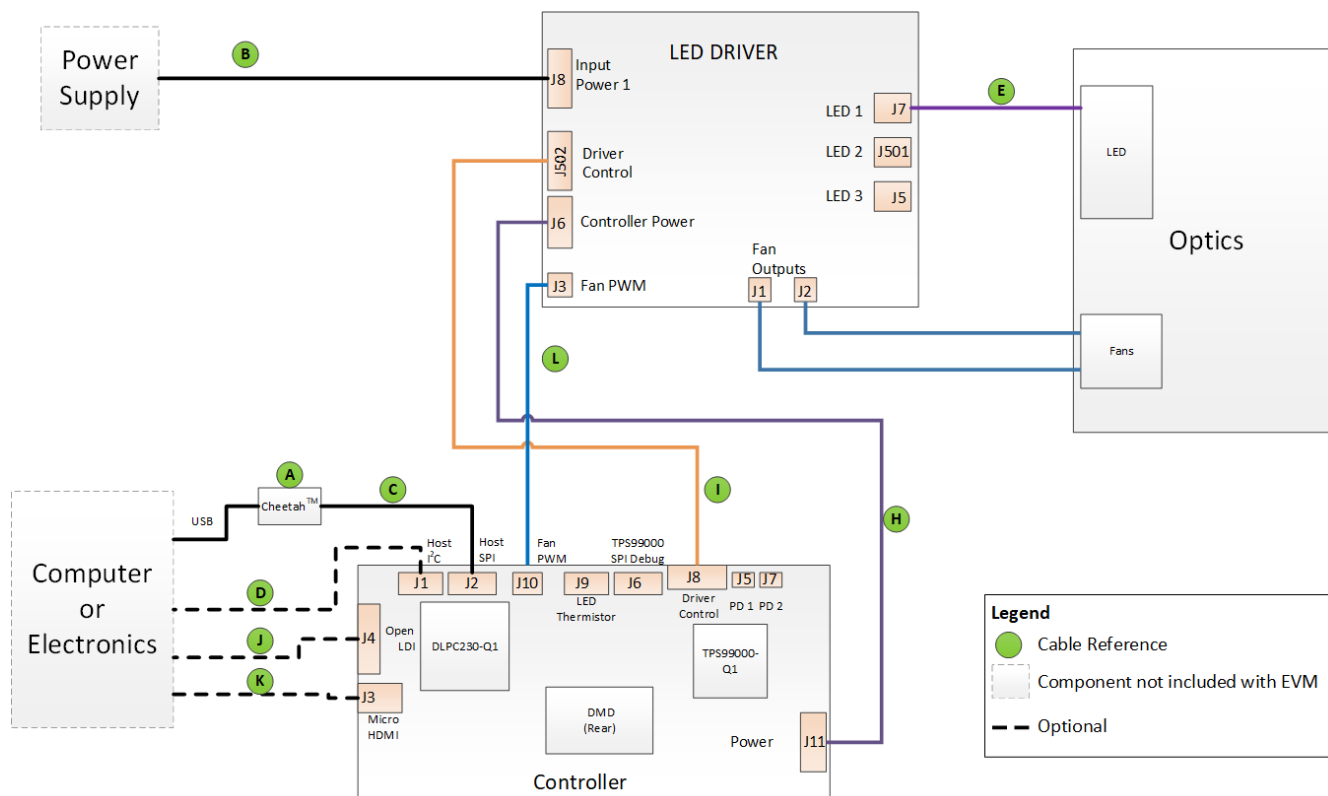 Power
Supply
B
LED DRIVER
J8
Input
Power 1
J502
Driver
Control
J6
Controller Power
J3
Fan PWM
LED 1
J7
LED 2
J501
LED 3
J5
Fan
Outputs
J1
J2
E
LED
Optics
Fans
L
A
Cheetah™
C
USB
I
H
Computer
or
Electronics
D
J
K
Host
I²C
Host
SPI
Fan
PWM
TPS99000
SPI Debug
J1
J2
J10
J9
LED
Thermistor
J6
J8
Driver
Control
J5
J7
PD 1
PD 2
J4
Open
LDI
DLPC230-Q1
TPS99000-
Q1
J3
Micro
HDMI
DMD
(Rear)
Power
J11
Controller
Legend
Cable Reference
Component not included with EVM
Optional